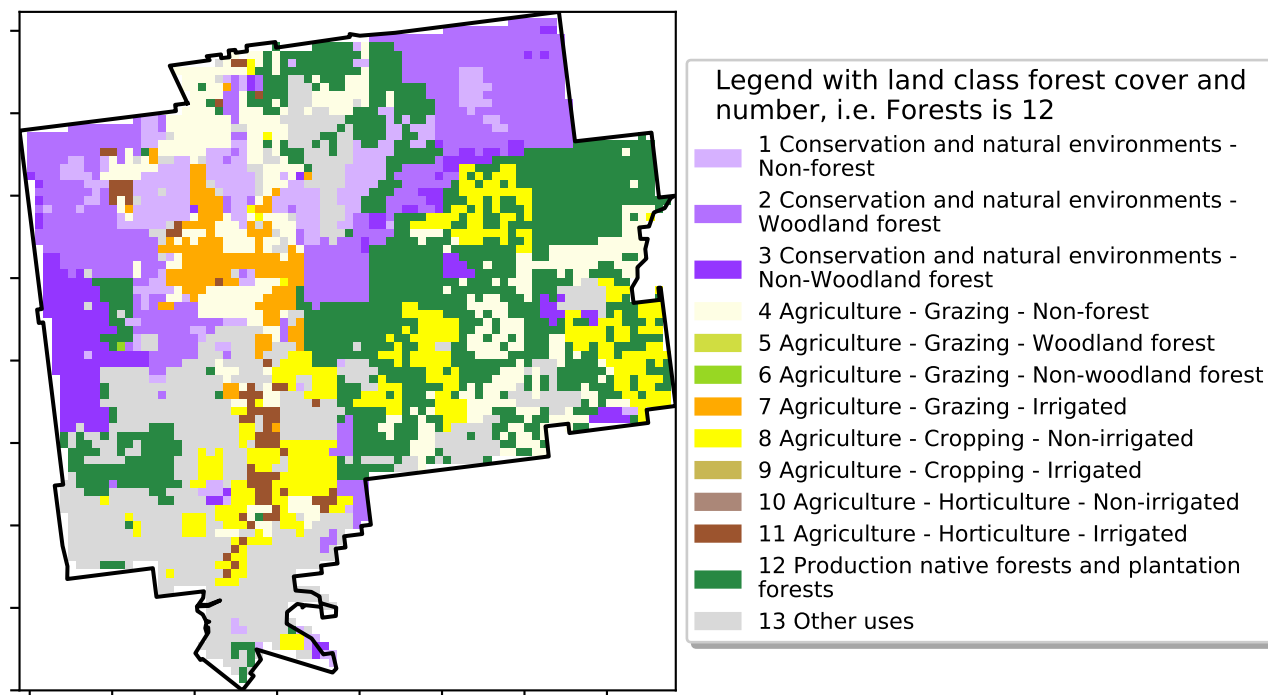 Legend with land class forest cover and
number, i.e. Forests is 12
1 Conservation and natural environments -
Non-forest
2 Conservation and natural environments -
Woodland forest
3 Conservation and natural environments -
Non-Woodland forest
4 Agriculture - Grazing - Non-forest
5 Agriculture - Grazing - Woodland forest
6 Agriculture - Grazing - Non-woodland forest
7 Agriculture - Grazing - Irrigated
8 Agriculture - Cropping - Non-irrigated
9 Agriculture - Cropping - Irrigated
10 Agriculture - Horticulture - Non-irrigated
11 Agriculture - Horticulture - Irrigated
12 Production native forests and plantation
forests
13 Other uses